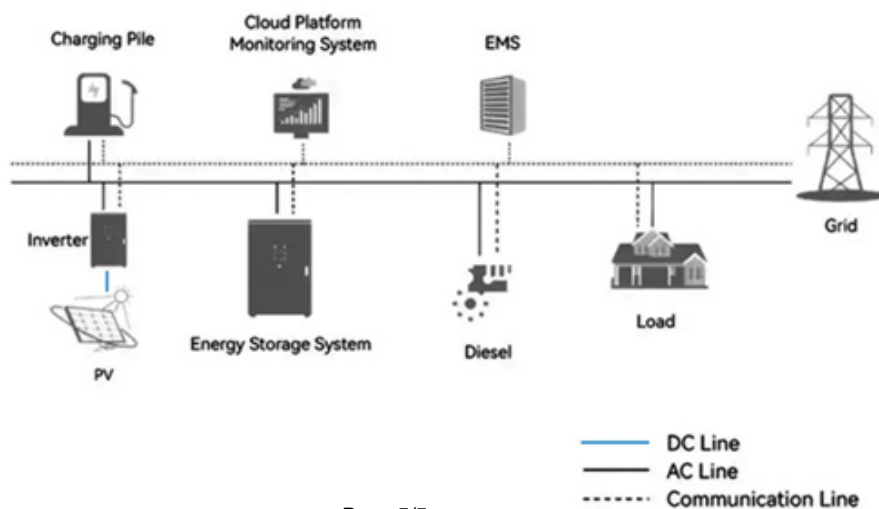 Cloud Platform
Monitoring System
Charging Pile
EMS
Inverter
Grid
Energy Storage System
Load
Diesel
PV
DC Line
AC Line
Communication Line